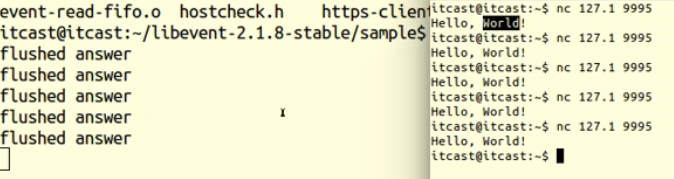 event-read-fifo.o hostcheck.h https-client
itcast@itcast:~/libevent-2.1.8-stable/sample$
flushed answer
flushed answer
flushed answer
flushed answer
flushed answer
itcast@itcast:~$ nc 127.1 9995
Hello, World!
itcast@itcast:~$ nc 127.1 9995
Hello, World!
itcast@itcast:~$ nc 127.1 9995
Hello, World!
itcast@itcast:~$ nc 127.1 9995
Hello, World!
itcast@itcast:~$ nc 127.1 9995
Hello, World!
itcast@itcast:~$